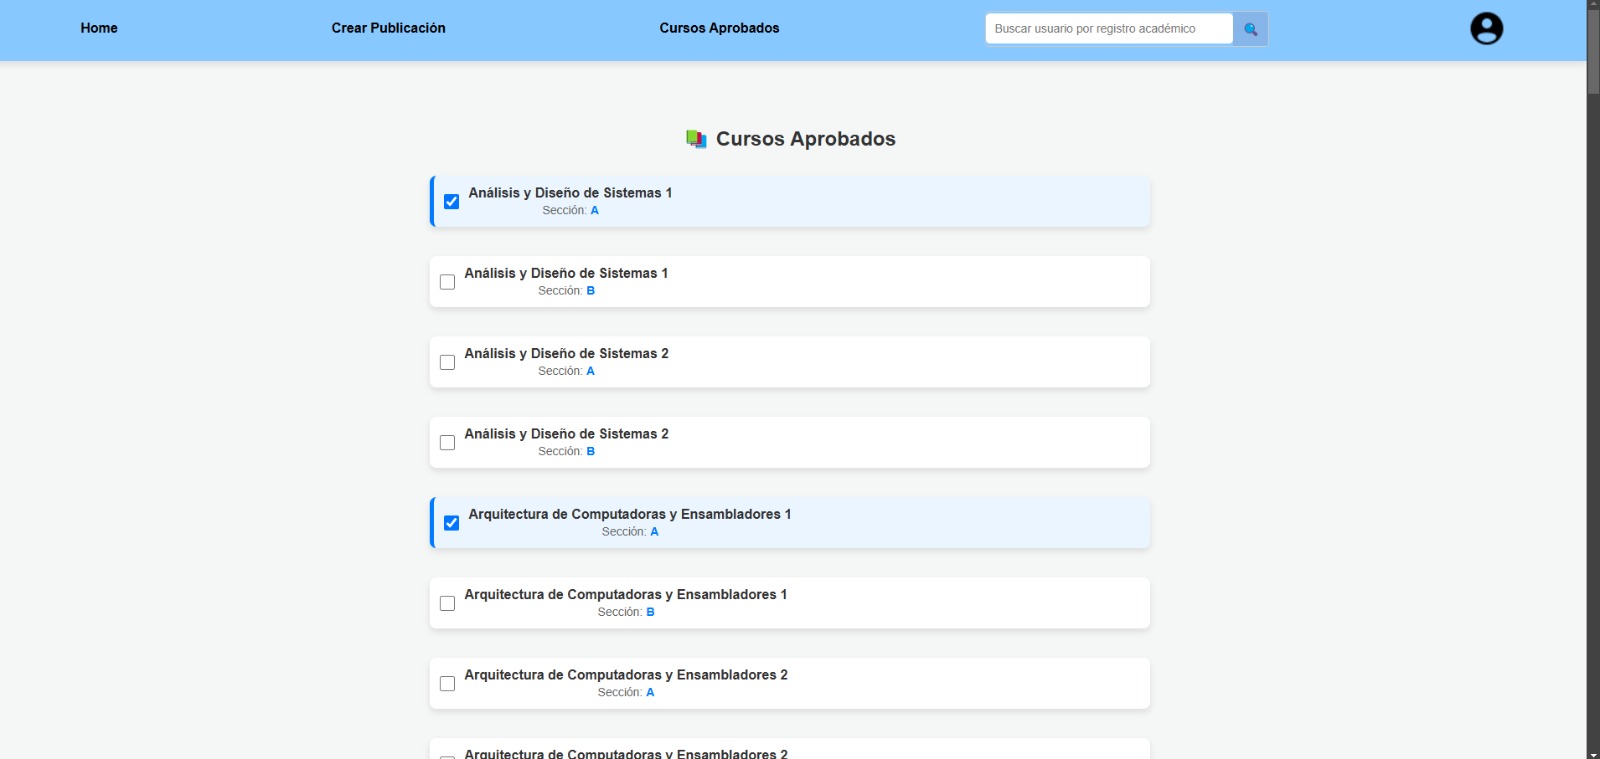 Home
Crear Publicación
Cursos Aprobados
Buscar usuario por registro académico
Cursos Aprobados
Análisis y Diseño de Sistemas 1
Sección: A
Análisis y Diseño de Sistemas 1
Sección: B
Análisis y Diseño de Sistemas 2
Sección: A
Análisis y Diseño de Sistemas 2
Sección: B
Arquitectura de Computadoras y Ensambladores 1
Sección: A
Arquitectura de Computadoras y Ensambladores 1
Sección: B
Arquitectura de Computadoras y Ensambladores 2
Sección: A
Arquitectura de Computadoras y Ensambladores 2